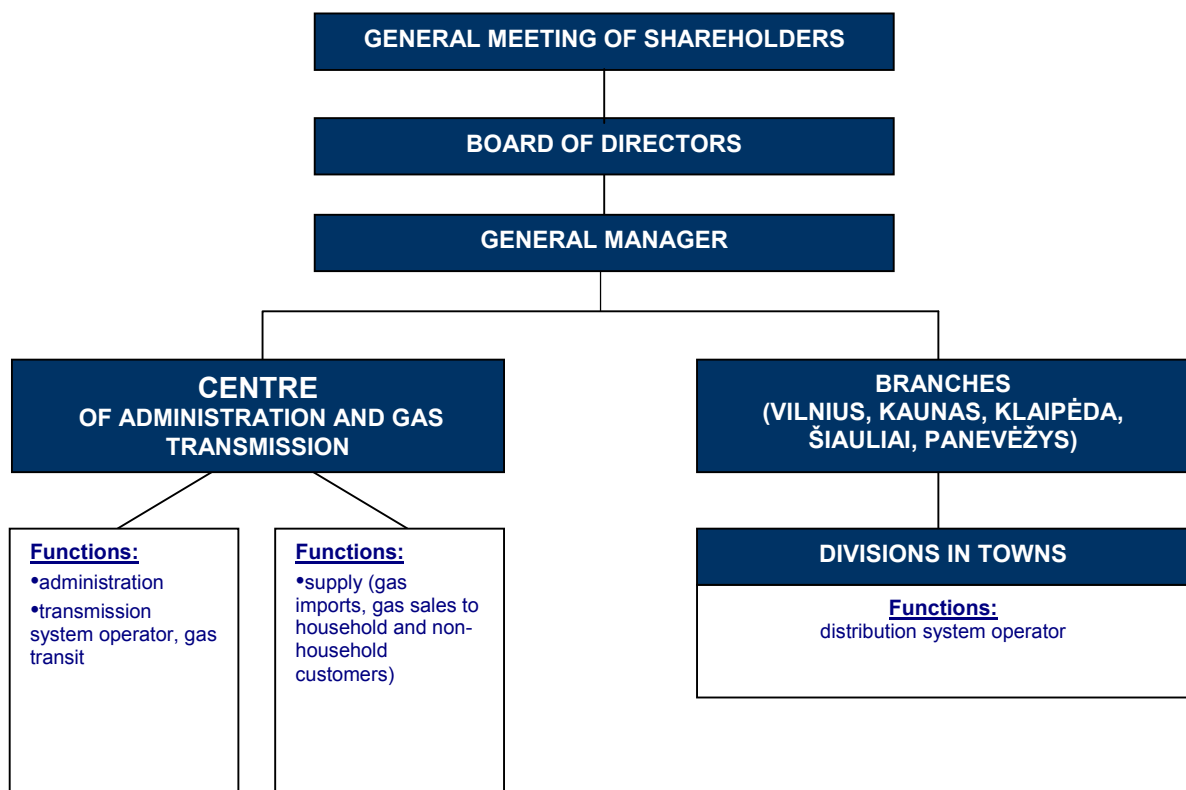 GENERAL MEETING OF SHAREHOLDERS
BOARD OF DIRECTORS
GENERAL MANAGER
CENTRE
OF ADMINISTRATION AND GAS
TRANSMISSION
BRANCHES
(VILNIUS, KAUNAS, KLAIPĖDA,
ŠIAULIAI, PANEVĖŽYS)
Functions:
•administration
•transmission
system operator, gas
transit
Functions:
•supply (gas
imports, gas sales to
household and non-
household
customers)
DIVISIONS IN TOWNS
Functions:
distribution system operator